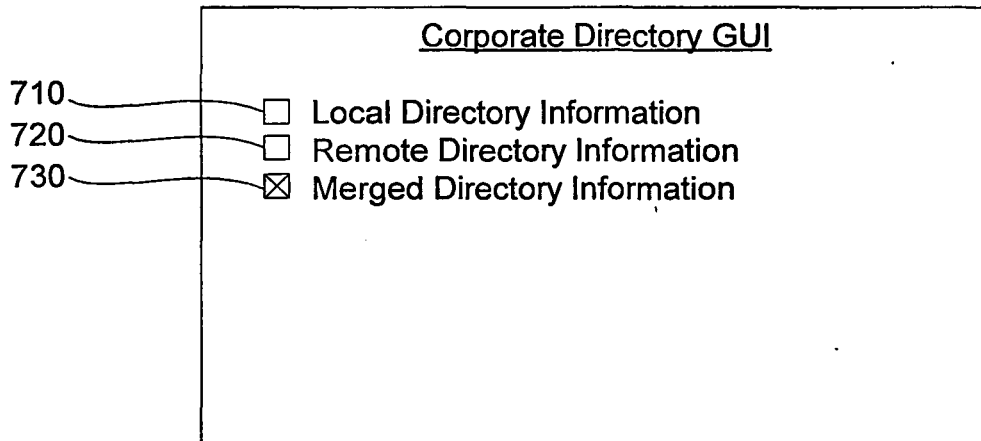 Corporate Directory GUI
710 Local Directory Information
720 Remote Directory Information
730 Merged Directory Information